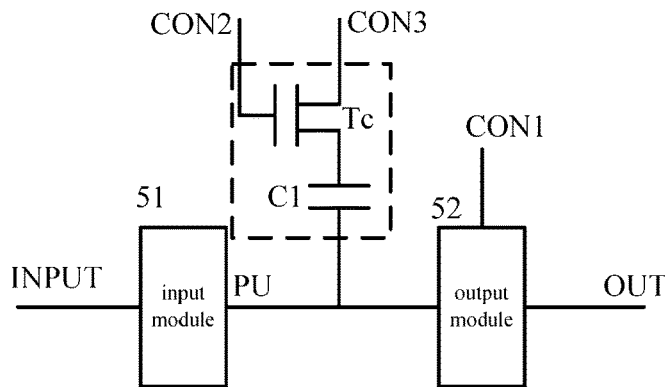 CON2
CON3
Tc
CON1
C1
51
52
INPUT
input
module
PU
output
module
OUT